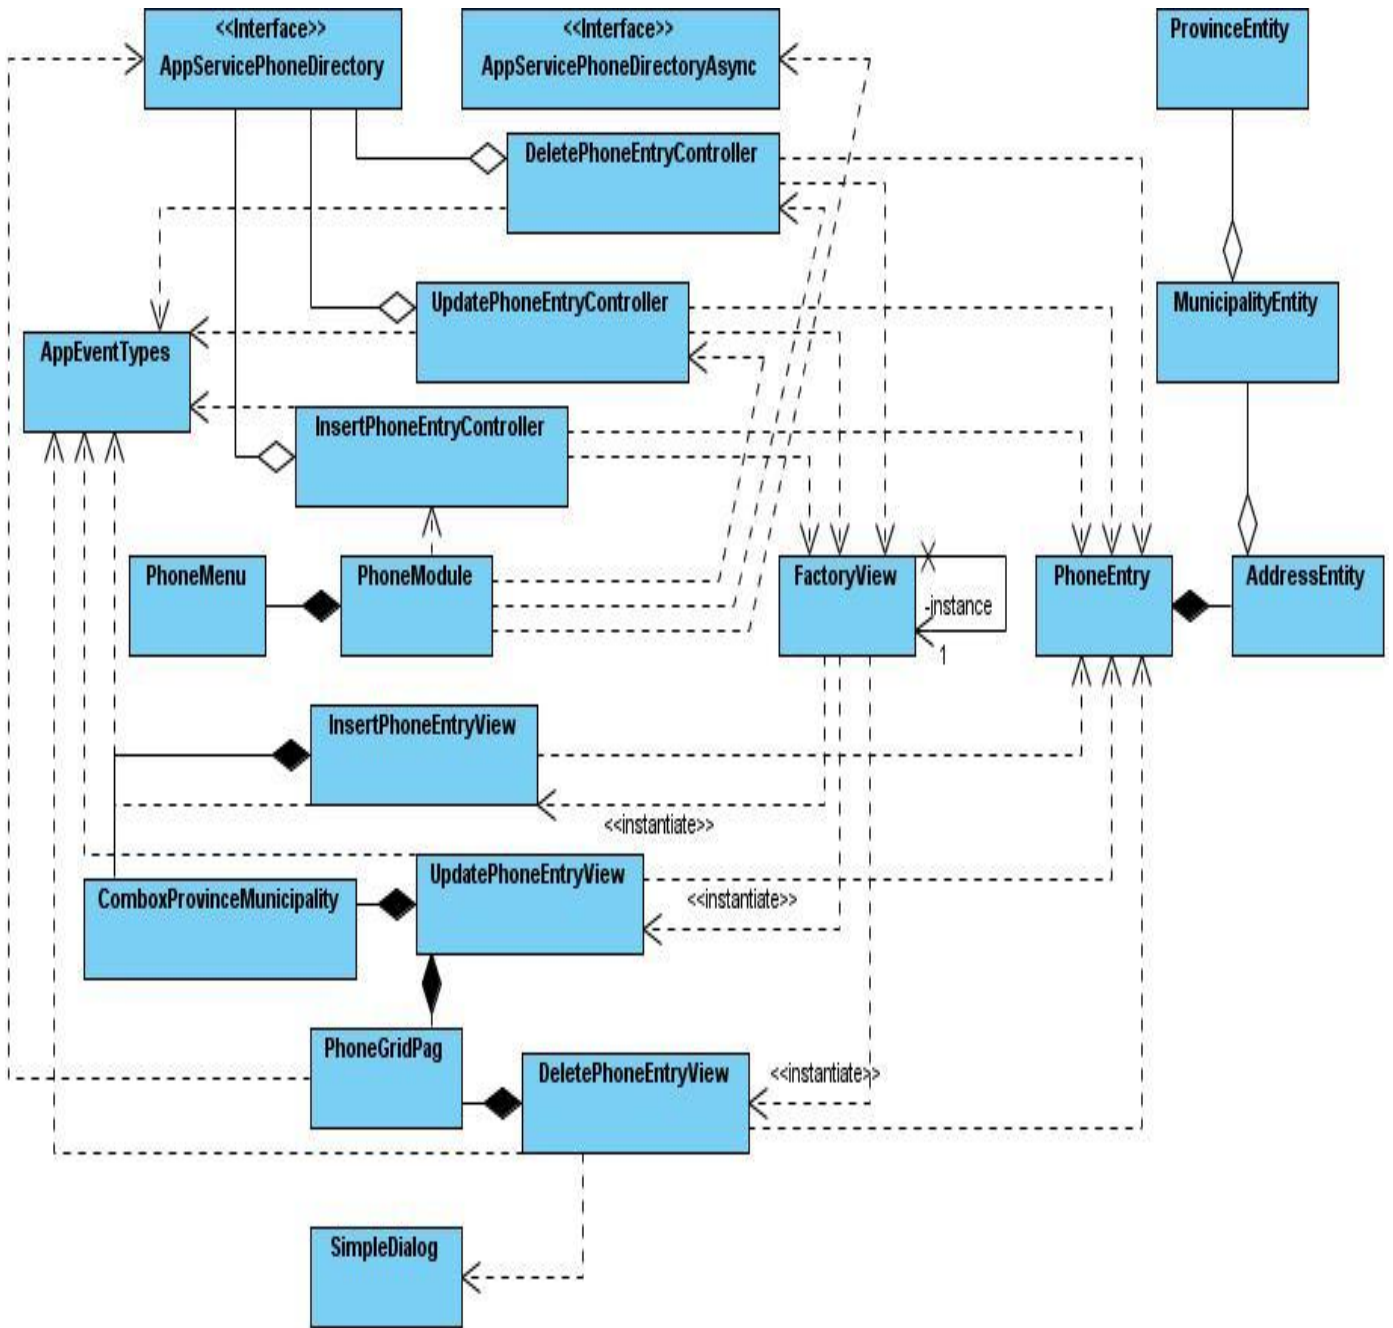 <<Interface>>
AppServicePhoneDirectory
<<Interface>>
AppServicePhoneDirectoryAsync
ProvinceEntity
DeletePhoneEntryController
UpdatePhoneEntryController
MunicipalityEntity
AppEventTypes
InsertPhoneEntryController
PhoneMenu
PhoneModule
FactoryView
-instance
1
PhoneEntry
AddressEntity
InsertPhoneEntryView
<<instantiate>>
UpdatePhoneEntryView
<<instantiate>>
ComboxProvinceMunicipality
PhoneGridPag
DeletePhoneEntryView
<<instantiate>>
SimpleDialog